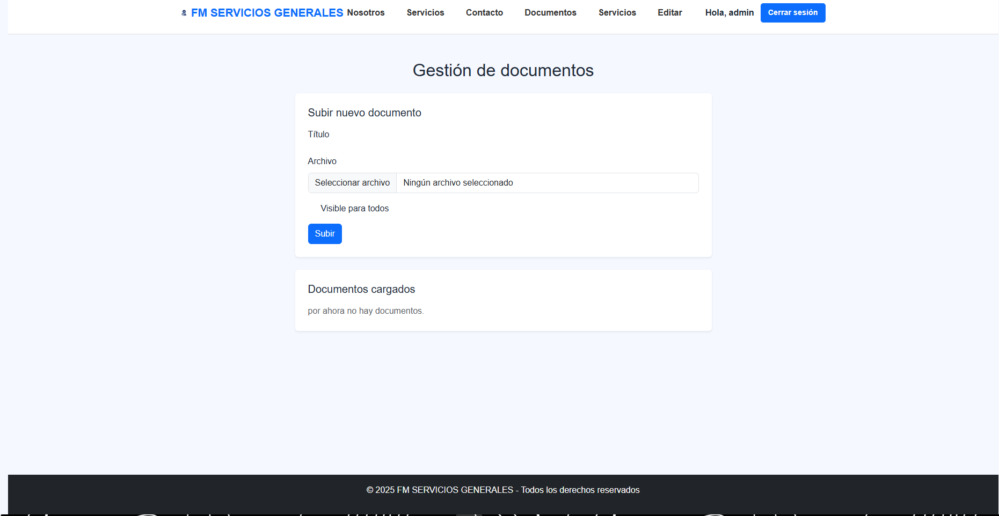 FM SERVICIOS GENERALES Nosotros Servicios Contacto Documentos Servicios Editar Hola, admin Cerrar sesión
Gestión de documentos
Subir nuevo documento
Título
Archivo
Seleccionar archivo Ningún archivo seleccionado
Visible para todos
Subir
Documentos cargados
por ahora no hay documentos.
© 2025 FM SERVICIOS GENERALES - Todos los derechos reservados